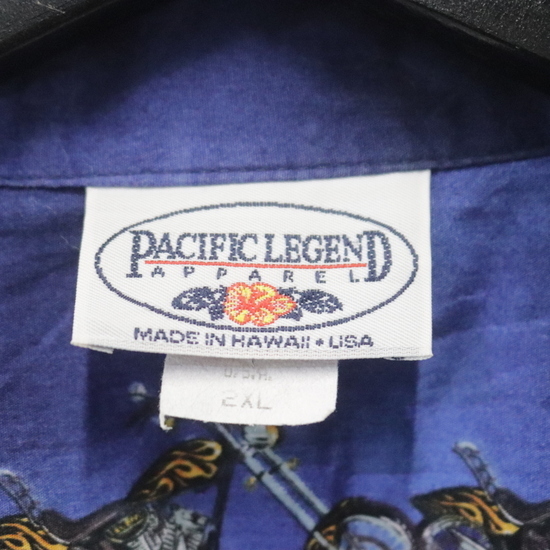 PACIFIC LEGEND
APPAREL
MADE IN HAWAII • USA
2XL